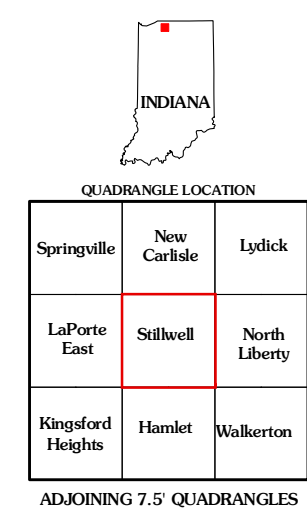 INDIANA
QUADRANGLE LOCATION
Springville
New
Carlisle
Lydick
LaPorte
East
Stillwell
North
Liberty
Kingsford
Heights
Hamlet
Walkerton
ADJOINING 7.5' QUADRANGLES